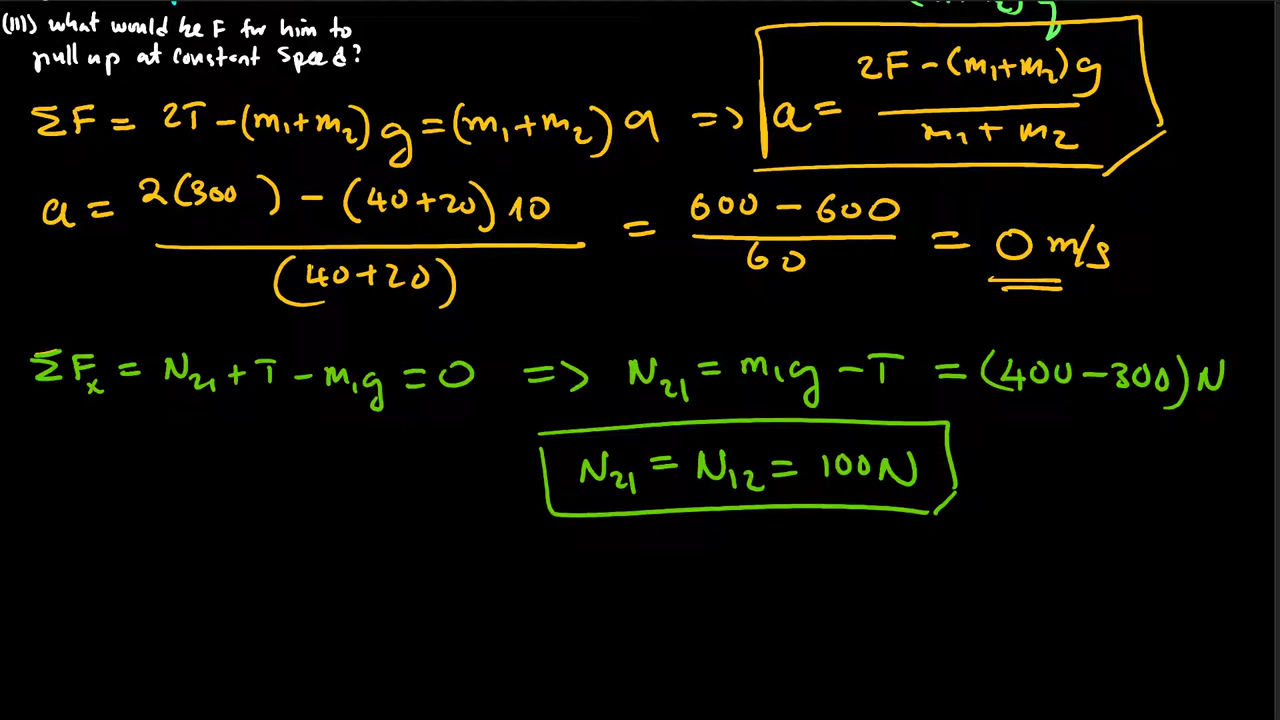 (III) what would be F for him to
pull up at constant speed?
ΣF = 2T - (m₁+m₂)g = (m₁+m₂)a => a = (2F - (m₁+m₂)g)/(m₁+m₂)
a = (2(300) - (40+20)10)/(40+20) = (600 - 600)/60 = 0 m/s
ΣFₓ = N₂₁ + T - m₁g = 0 => N₂₁ = m₁g - T = (400 - 300)N
N₂₁ = N₁₂ = 100N